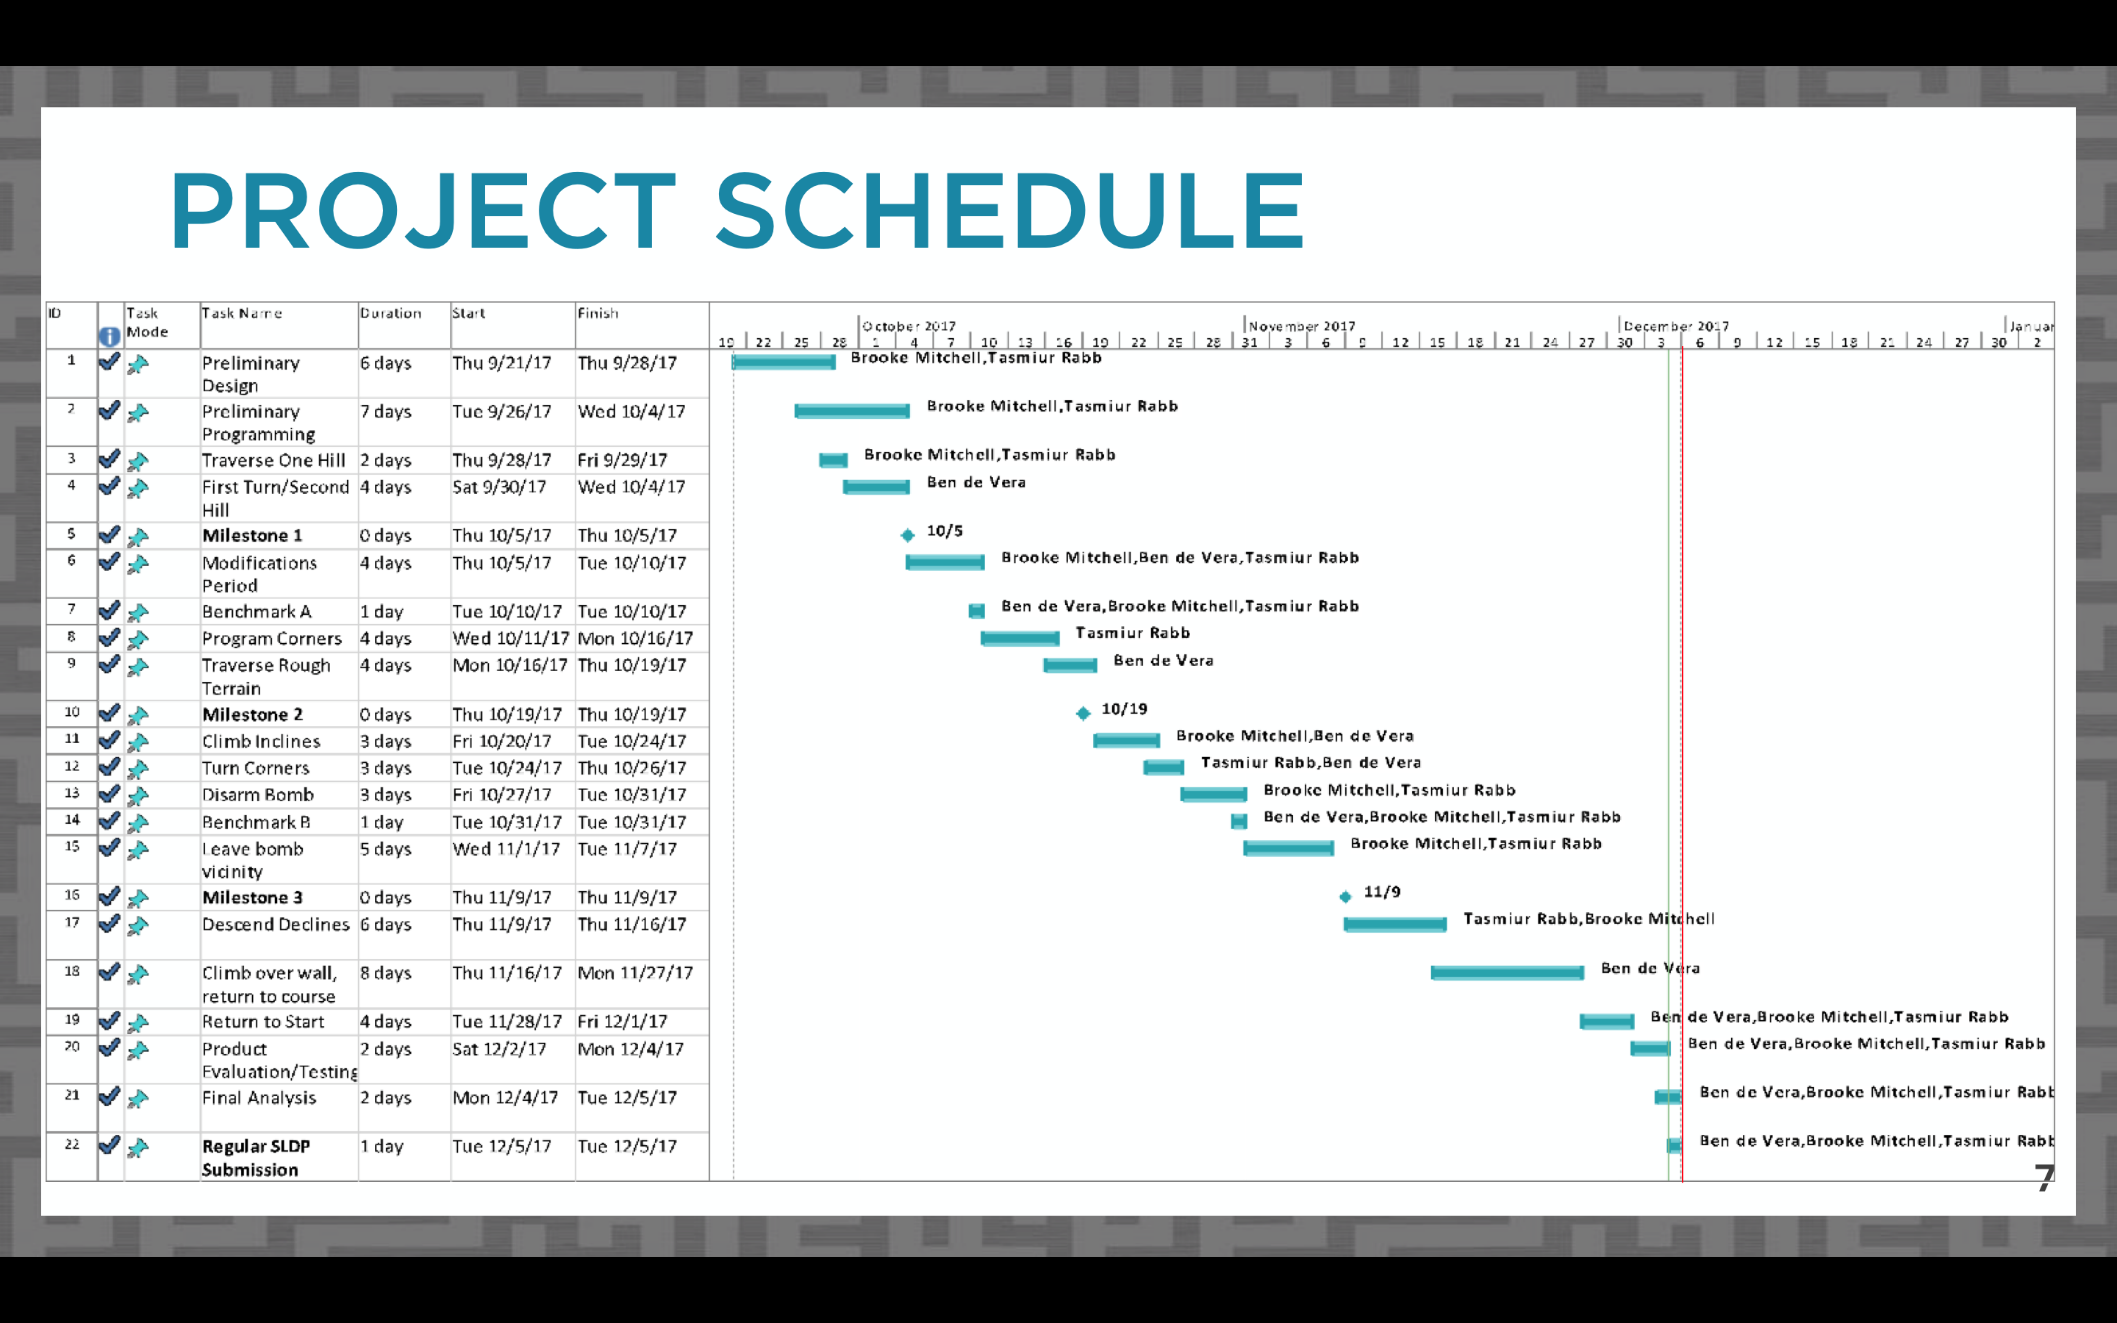 PROJECT SCHEDULE
ID Task Mode Task Name Duration Start Finish
October 2017 November 2017 December 2017 Januar
19 22 25 28 1 4 7 10 13 16 19 22 25 28 31 3 6 9 12 15 18 21 24 27 30 3 6 9 12 15 18 21 24 27 30 2
1 Preliminary Design 6 days Thu 9/21/17 Thu 9/28/17 Brooke Mitchell,Tasmiur Rabb
2 Preliminary Programming 7 days Tue 9/26/17 Wed 10/4/17 Brooke Mitchell,Tasmiur Rabb
3 Traverse One Hill 2 days Thu 9/28/17 Fri 9/29/17 Brooke Mitchell,Tasmiur Rabb
4 First Turn/Second Hill 4 days Sat 9/30/17 Wed 10/4/17 Ben de Vera
5 Milestone 1 0 days Thu 10/5/17 Thu 10/5/17 10/5
6 Modifications Period 4 days Thu 10/5/17 Tue 10/10/17 Brooke Mitchell,Ben de Vera,Tasmiur Rabb
7 Benchmark A 1 day Tue 10/10/17 Tue 10/10/17 Ben de Vera,Brooke Mitchell,Tasmiur Rabb
8 Program Corners 4 days Wed 10/11/17 Mon 10/16/17 Tasmiur Rabb
9 Traverse Rough Terrain 4 days Mon 10/16/17 Thu 10/19/17 Ben de Vera
10 Milestone 2 0 days Thu 10/19/17 Thu 10/19/17 10/19
11 Climb Inclines 3 days Fri 10/20/17 Tue 10/24/17 Brooke Mitchell,Ben de Vera
12 Turn Corners 3 days Tue 10/24/17 Thu 10/26/17 Tasmiur Rabb,Ben de Vera
13 Disarm Bomb 3 days Fri 10/27/17 Tue 10/31/17 Brooke Mitchell,Tasmiur Rabb
14 Benchmark B 1 day Tue 10/31/17 Tue 10/31/17 Ben de Vera,Brooke Mitchell,Tasmiur Rabb
15 Leave bomb vicinity 5 days Wed 11/1/17 Tue 11/7/17 Brooke Mitchell,Tasmiur Rabb
16 Milestone 3 0 days Thu 11/9/17 Thu 11/9/17 11/9
17 Descend Declines 6 days Thu 11/9/17 Thu 11/16/17 Tasmiur Rabb,Brooke Mitchell
18 Climb over wall, return to course 8 days Thu 11/16/17 Mon 11/27/17 Ben de Vera
19 Return to Start 4 days Tue 11/28/17 Fri 12/1/17 Ben de Vera,Brooke Mitchell,Tasmiur Rabb
20 Product Evaluation/Testing 2 days Sat 12/2/17 Mon 12/4/17 Ben de Vera,Brooke Mitchell,Tasmiur Rabb
21 Final Analysis 2 days Mon 12/4/17 Tue 12/5/17 Ben de Vera,Brooke Mitchell,Tasmiur Rabb
22 Regular SLDP Submission 1 day Tue 12/5/17 Tue 12/5/17 Ben de Vera,Brooke Mitchell,Tasmiur Rabb
7